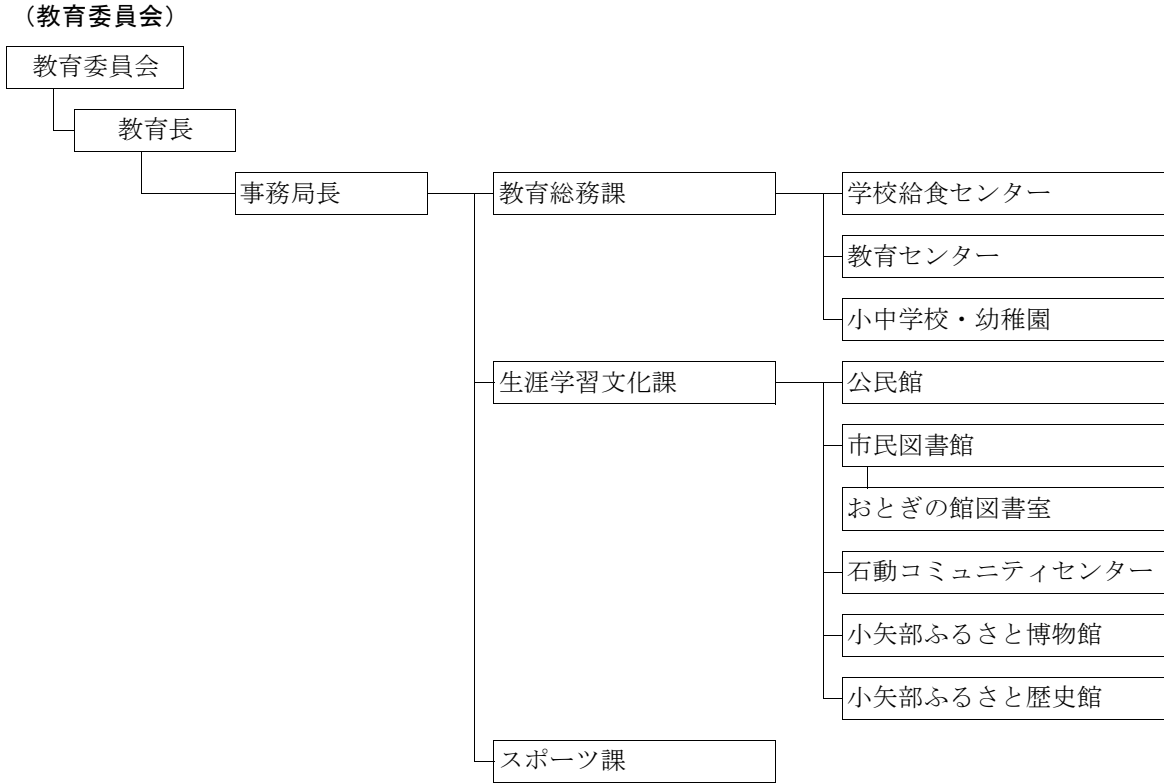 （教育委員会）
教育委員会
教育長
事務局長
教育総務課
学校給食センター
教育センター
小中学校・幼稚園
生涯学習文化課
公民館
市民図書館
おとぎの館図書室
石動コミュニティセンター
小矢部ふるさと博物館
小矢部ふるさと歴史館
スポーツ課